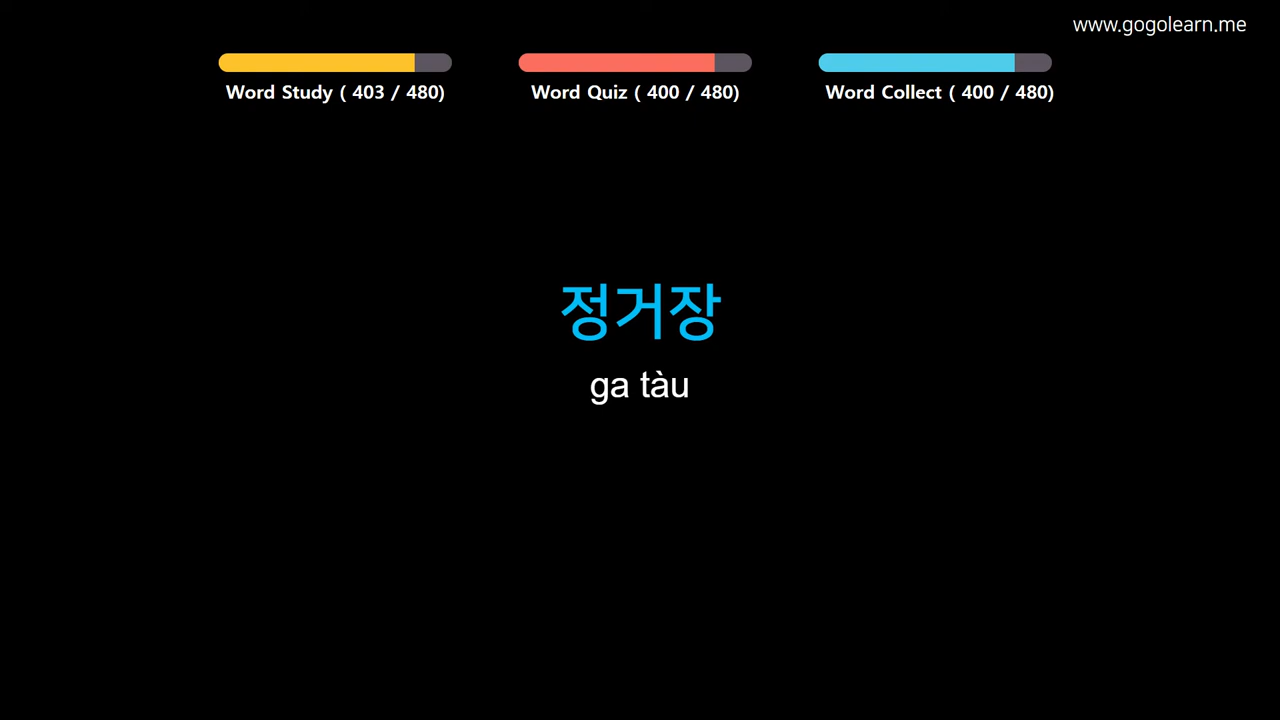 www.gogolearn.me
Word Study ( 403 / 480)
Word Quiz ( 400 / 480)
Word Collect ( 400 / 480)
정거장
ga tàu